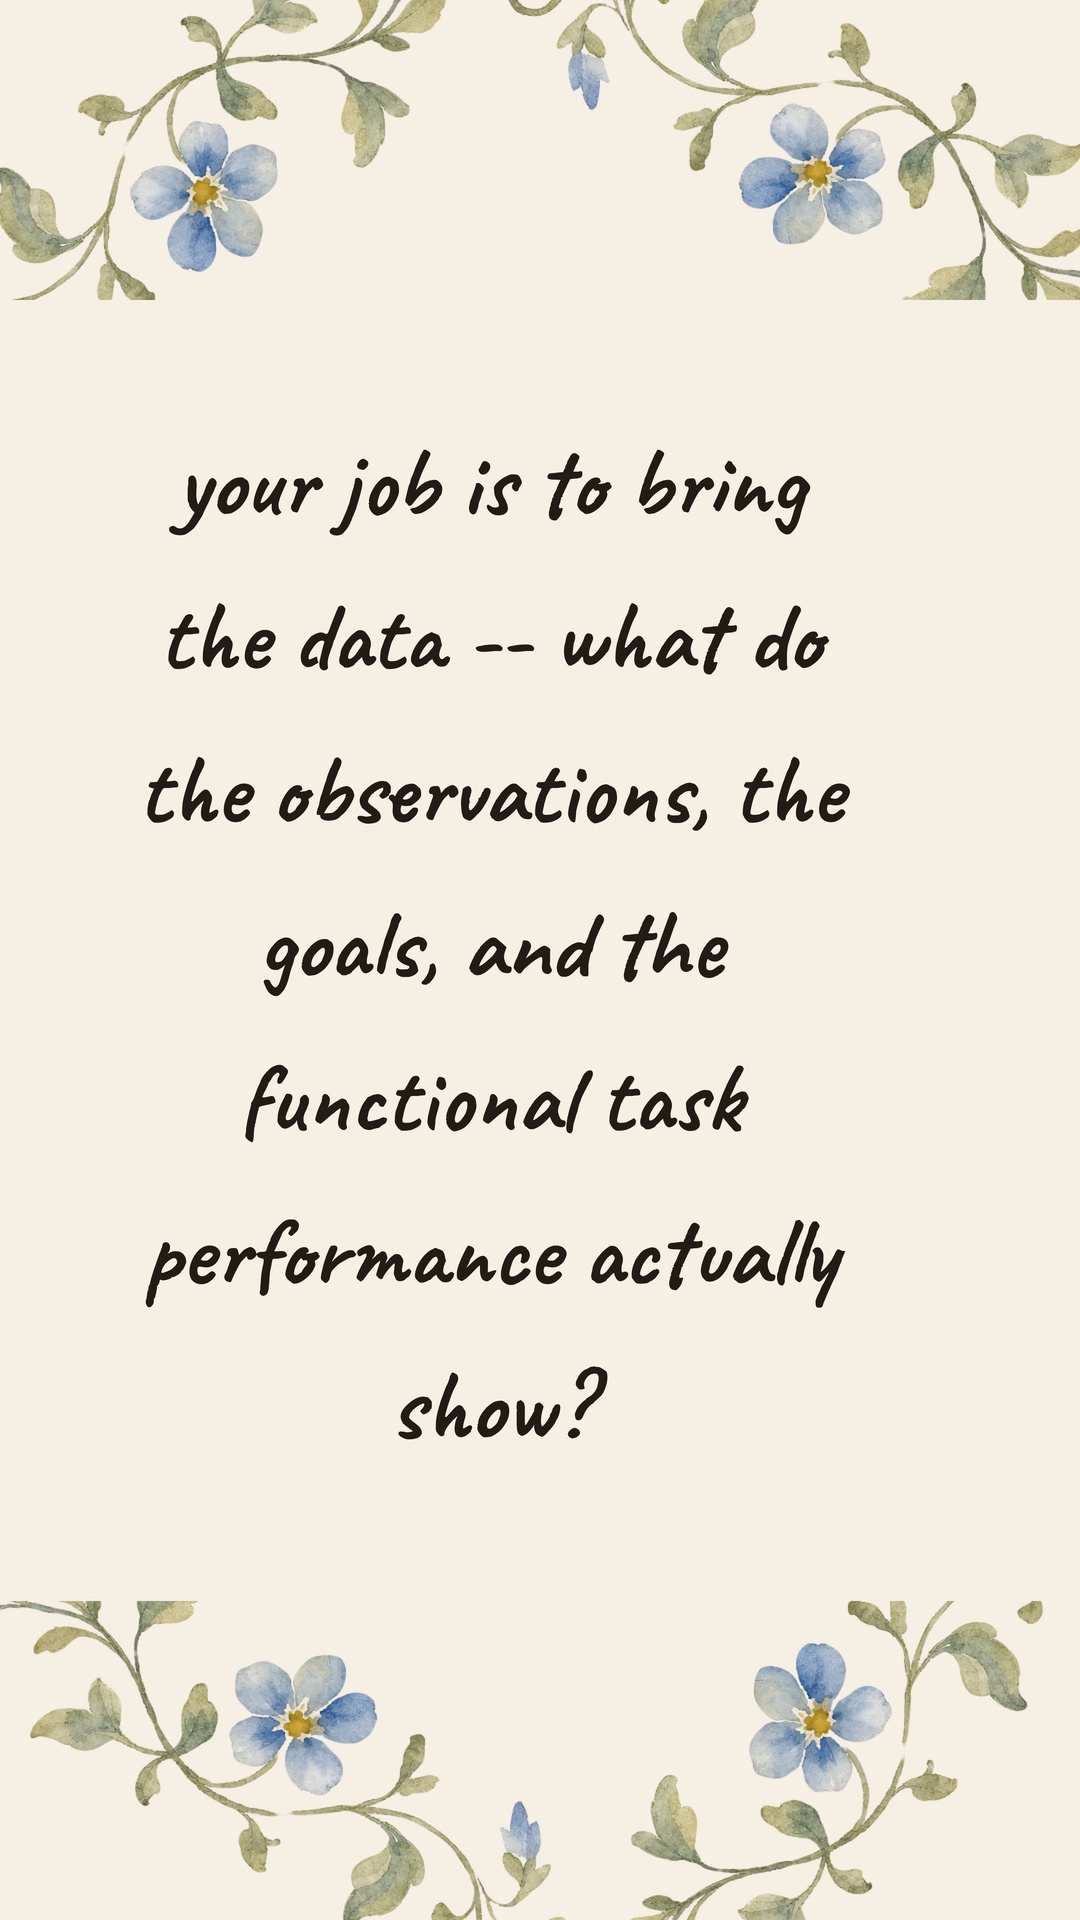 your job is to bring
the data -- what do
the observations, the
goals, and the
functional task
performance actually
show?